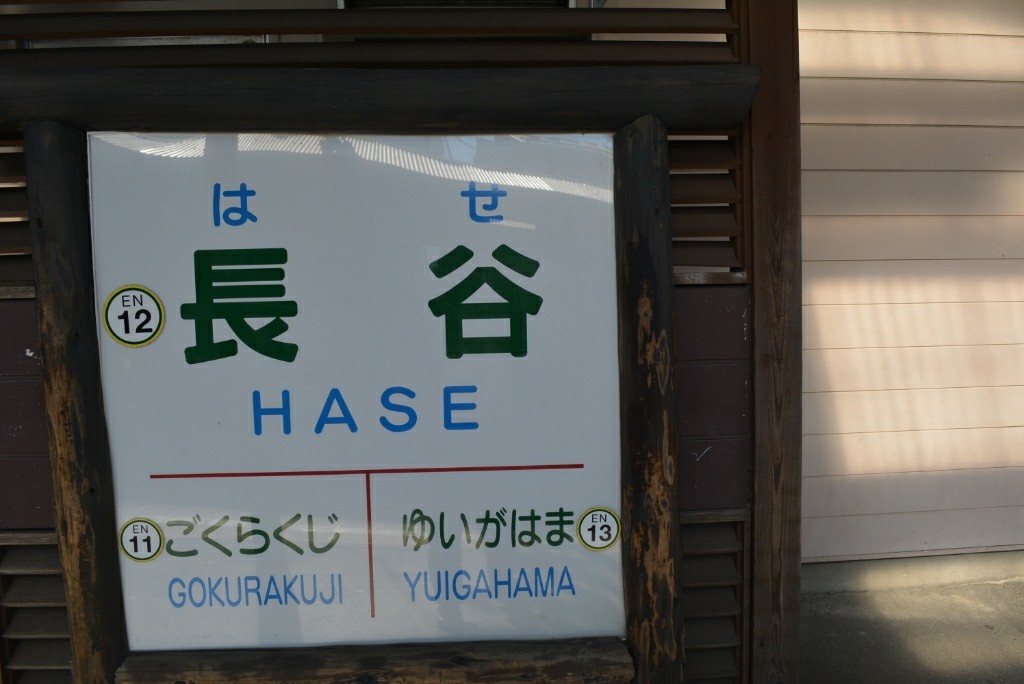 はせ
長谷
EN 12
HASE
EN 11 ごくらくじ
GOKURAKUJI
ゆいがはま EN 13
YUIGAHAMA